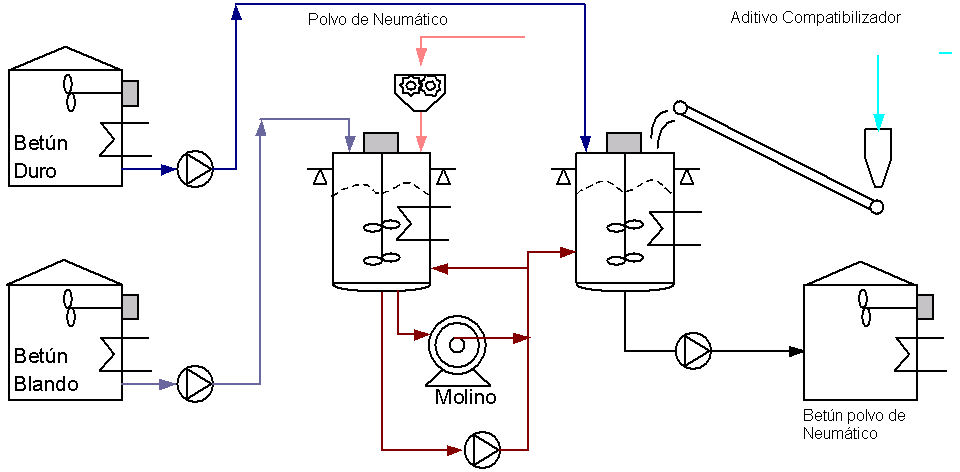 Polvo de Neumático
Aditivo Compatibilizador
Betún
Duro
Betún
Blando
Molino
Betún polvo de
Neumático